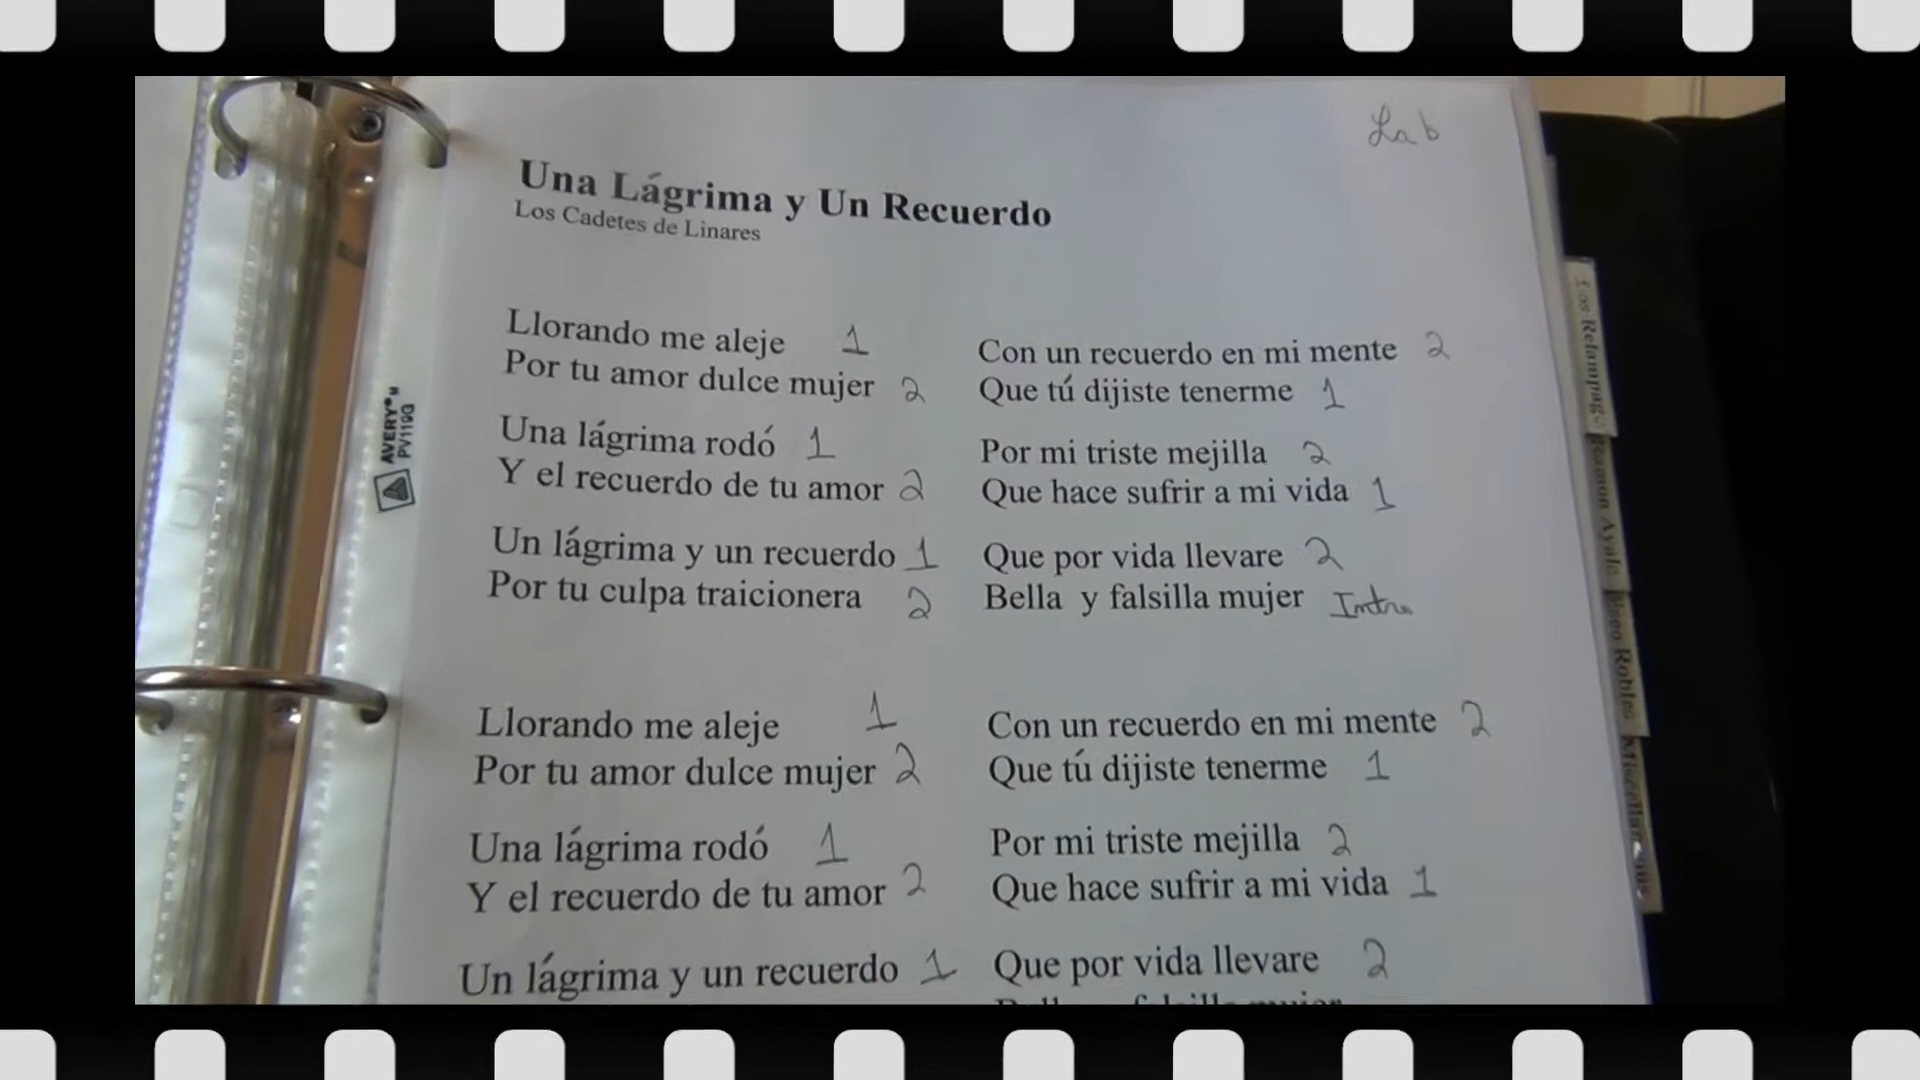 Lab
Una Lágrima y Un Recuerdo
Los Cadetes de Linares
Llorando me aleje 1 Con un recuerdo en mi mente 2
Por tu amor dulce mujer 2 Que tú dijiste tenerme 1
Una lágrima rodó 1 Por mi triste mejilla 2
Y el recuerdo de tu amor 2 Que hace sufrir a mi vida 1
Un lágrima y un recuerdo 1 Que por vida llevare 2
Por tu culpa traicionera 2 Bella y falsilla mujer Intro
Llorando me aleje 1 Con un recuerdo en mi mente 2
Por tu amor dulce mujer 2 Que tú dijiste tenerme 1
Una lágrima rodó 1 Por mi triste mejilla 2
Y el recuerdo de tu amor 2 Que hace sufrir a mi vida 1
Un lágrima y un recuerdo 1 Que por vida llevare 2
AVERY
PV119G
Ramon Ayala
Robles